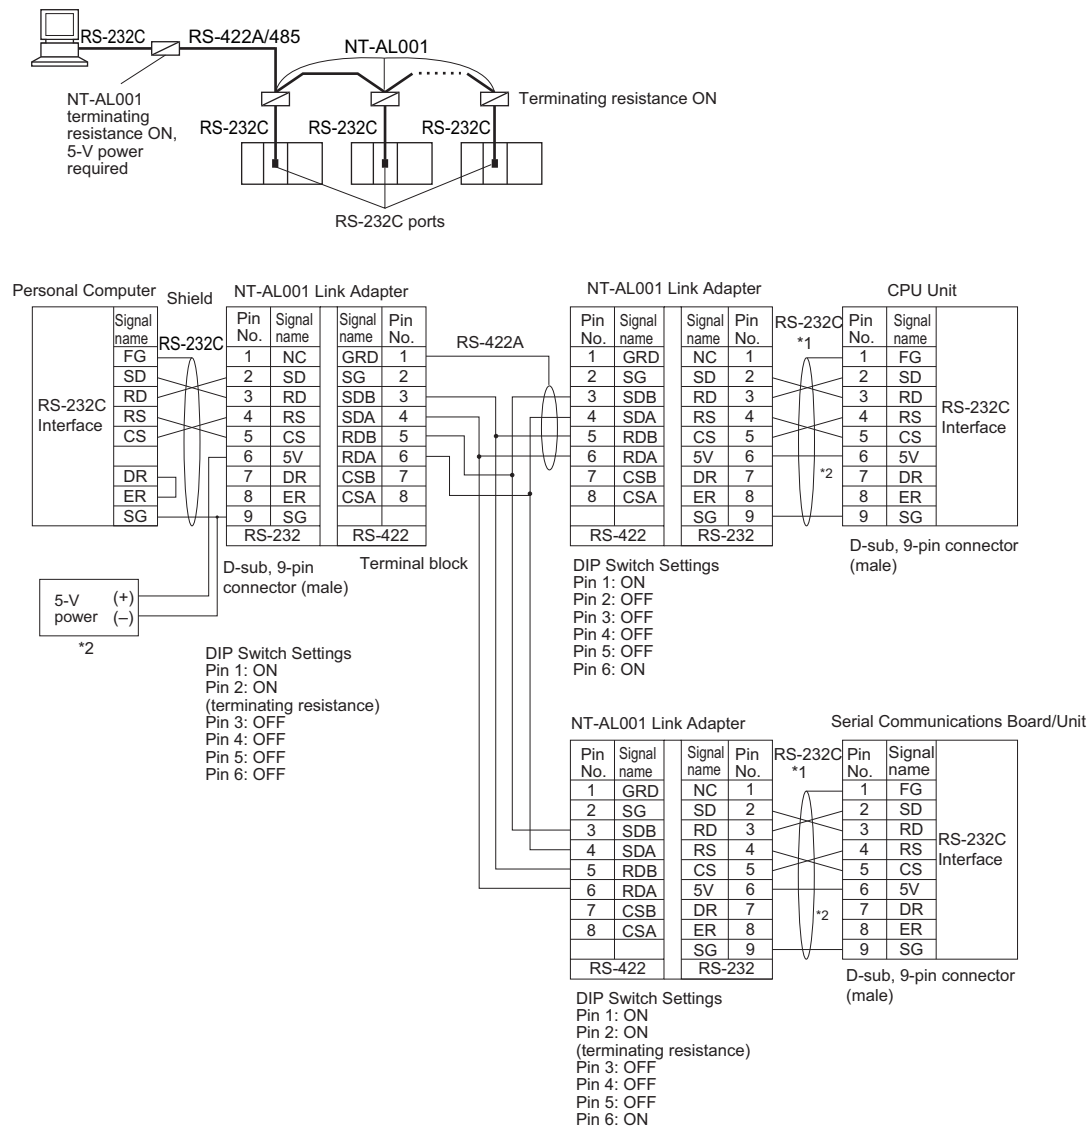 RS-232C
RS-422A/485
NT-AL001
NT-AL001
terminating
resistance ON,
5-V power
required
Terminating resistance ON
RS-232C RS-232C RS-232C
RS-232C ports
Personal Computer
Shield
NT-AL001 Link Adapter
RS-232C
Interface
Signal
name
FG
SD
RD
RS
CS
DR
ER
SG
RS-232C
Pin
No.
Signal
name
1 NC
2 SD
3 RD
4 RS
5 CS
6 5V
7 DR
8 ER
9 SG
RS-232
Signal
name
Pin
No.
GRD 1
SG 2
SDB 3
SDA 4
RDB 5
RDA 6
CSB 7
CSA 8
RS-422
RS-422A
D-sub, 9-pin
connector (male)
Terminal block
5-V
power
(+)
(–)
*2
DIP Switch Settings
Pin 1: ON
Pin 2: ON
(terminating resistance)
Pin 3: OFF
Pin 4: OFF
Pin 5: OFF
Pin 6: OFF
NT-AL001 Link Adapter
Pin
No.
Signal
name
1 GRD
2 SG
3 SDB
4 SDA
5 RDB
6 RDA
7 CSB
8 CSA
RS-422
Signal
name
Pin
No.
NC 1
SD 2
RD 3
RS 4
CS 5
5V 6
DR 7
ER 8
SG 9
RS-232
RS-232C
*1
*2
CPU Unit
Pin
No.
Signal
name
1 FG
2 SD
3 RD
4 RS
5 CS
6 5V
7 DR
8 ER
9 SG
RS-232C
Interface
D-sub, 9-pin connector
(male)
DIP Switch Settings
Pin 1: ON
Pin 2: OFF
Pin 3: OFF
Pin 4: OFF
Pin 5: OFF
Pin 6: ON
NT-AL001 Link Adapter
Pin
No.
Signal
name
1 GRD
2 SG
3 SDB
4 SDA
5 RDB
6 RDA
7 CSB
8 CSA
RS-422
Signal
name
Pin
No.
NC 1
SD 2
RD 3
RS 4
CS 5
5V 6
DR 7
ER 8
SG 9
RS-232
RS-232C
*1
*2
Serial Communications Board/Unit
Pin
No.
Signal
name
1 FG
2 SD
3 RD
4 RS
5 CS
6 5V
7 DR
8 ER
9 SG
RS-232C
Interface
D-sub, 9-pin connector
(male)
DIP Switch Settings
Pin 1: ON
Pin 2: ON
(terminating resistance)
Pin 3: OFF
Pin 4: OFF
Pin 5: OFF
Pin 6: ON